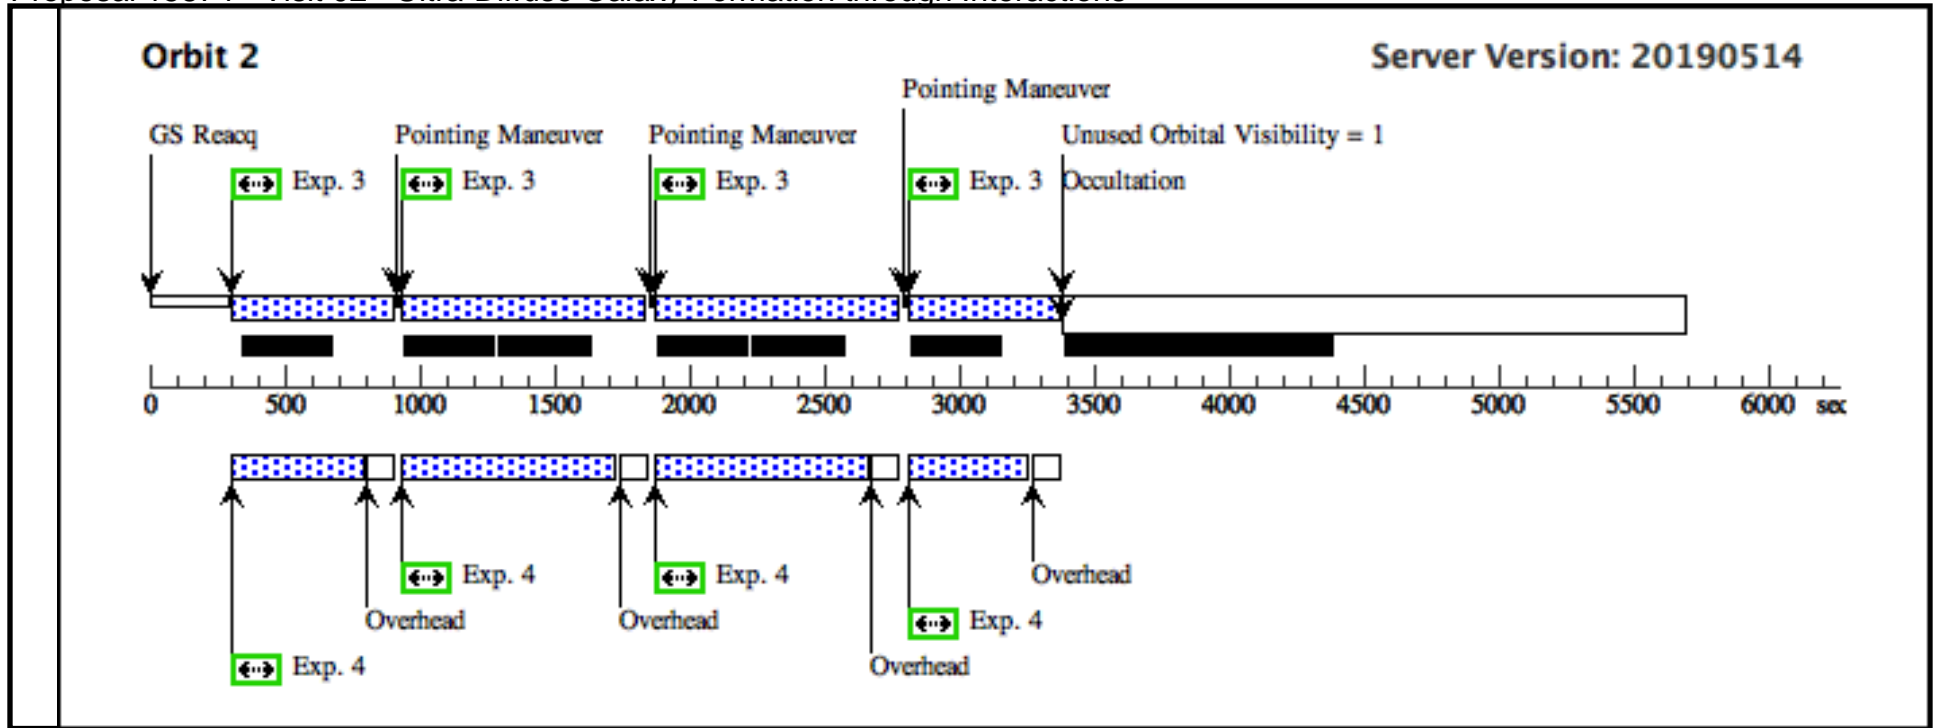 Orbit 2
Server Version: 20190514
Pointing Maneuver
GS Reacq
Pointing Maneuver
Pointing Maneuver
Unused Orbital Visibility = 1
Exp. 3
Exp. 3
Exp. 3
Exp. 3
Occultation
0 500 1000 1500 2000 2500 3000 3500 4000 4500 5000 5500 6000 sec
Exp. 4
Exp. 4
Overhead
Overhead
Overhead
Exp. 4
Exp. 4
Overhead